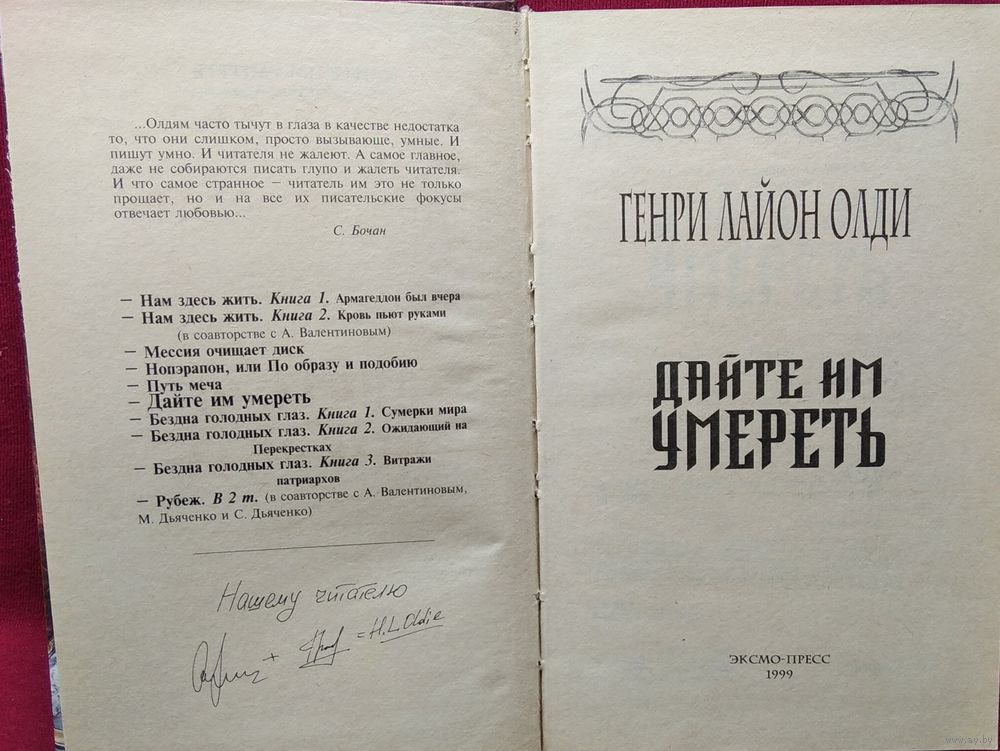 ...Олдям часто тычут в глаза в качестве недостатка
то, что они слишком, просто вызывающе, умные. И
пишут умно. И читателя не жалеют. А самое главное,
даже не собираются писать глупо и жалеть читателя.
И что самое странное – читатель им это не только
прощает, но и на все их писательские фокусы
отвечает любовью...
С. Бочан
– Нам здесь жить. Книга 1. Армагеддон был вчера
– Нам здесь жить. Книга 2. Кровь пьют руками
(в соавторстве с А. Валентиновым)
– Мессия очищает диск
– Нопэрапон, или По образу и подобию
– Путь меча
– Дайте им умереть
– Бездна голодных глаз. Книга 1. Сумерки мира
– Бездна голодных глаз. Книга 2. Ожидающий на
Перекрестках
– Бездна голодных глаз. Книга 3. Витражи
патриархов
– Рубеж. В 2 т. (в соавторстве с А. Валентиновым,
М. Дьяченко и С. Дьяченко)
Нашему читателю
+ = H.L.Oldie
ГЕНРИ ЛАЙОН ОЛДИ
ДАЙТЕ ИМ
УМЕРЕТЬ
ЭКСМО-ПРЕСС
1999
ay.by